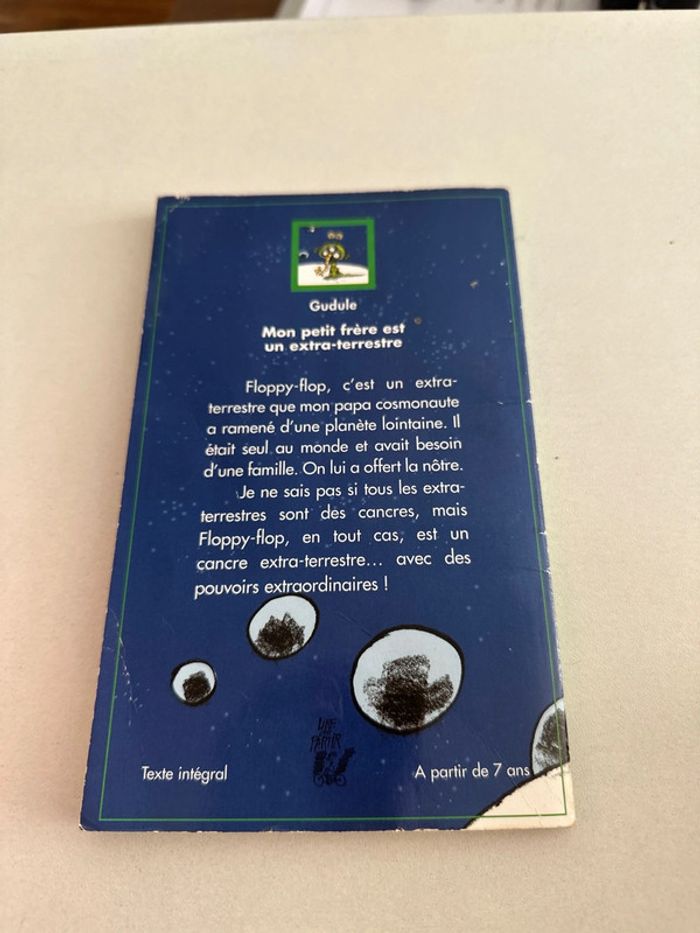 Gudule
Mon petit frère est
un extra-terrestre
Floppy-flop, c'est un extra-
terrestre que mon papa cosmonaute
a ramené d'une planète lointaine. Il
était seul au monde et avait besoin
d'une famille. On lui a offert la nôtre.
Je ne sais pas si tous les extra-
terrestres sont des cancres, mais
Floppy-flop, en tout cas, est un
cancre extra-terrestre... avec des
pouvoirs extraordinaires !
LIRE
PARTIR
Texte intégral
A partir de 7 ans